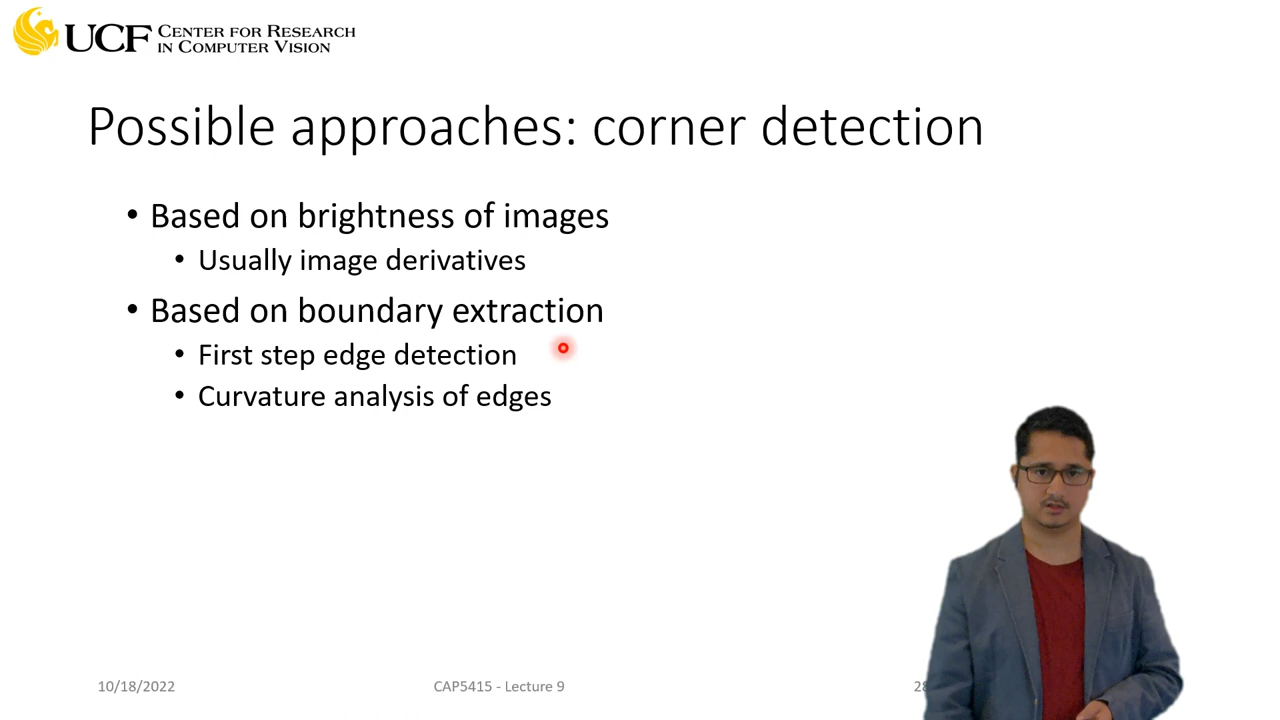 UCF CENTER FOR RESEARCH
IN COMPUTER VISION
Possible approaches: corner detection
• Based on brightness of images
• Usually image derivatives
• Based on boundary extraction
• First step edge detection
• Curvature analysis of edges
10/18/2022
CAP5415 - Lecture 9